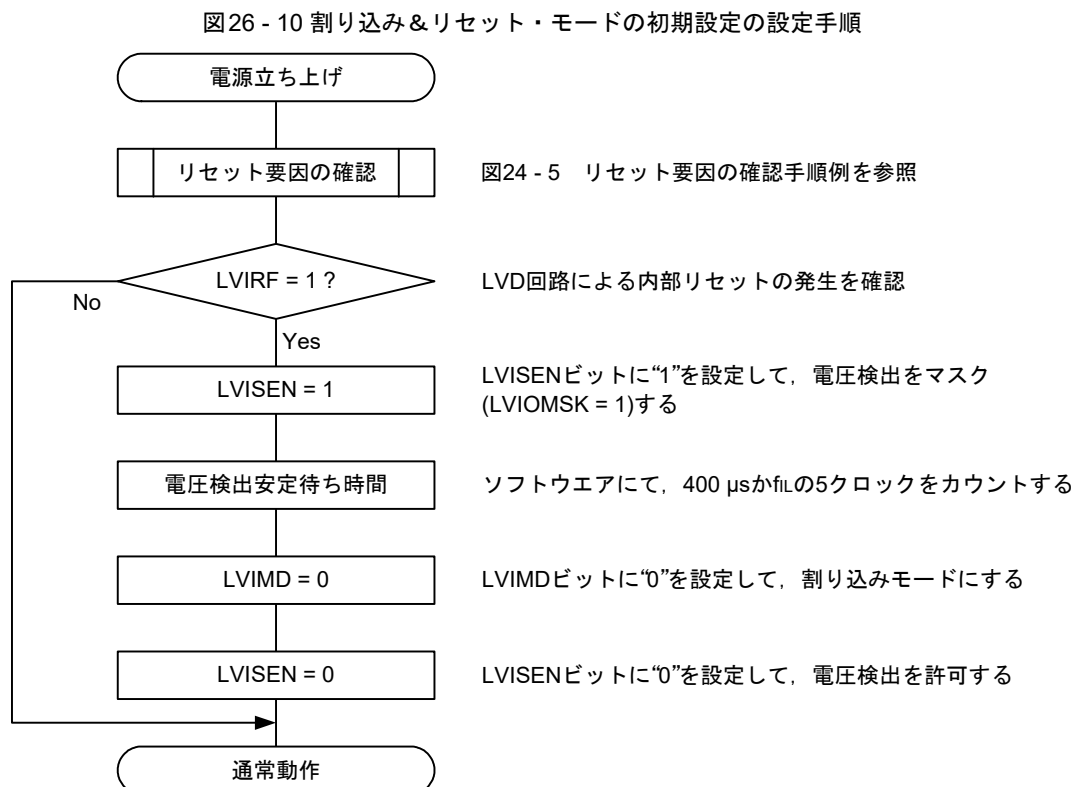 図26 - 10 割り込み＆リセット・モードの初期設定の設定手順
電源立ち上げ
リセット要因の確認
図24 - 5　リセット要因の確認手順例を参照
LVIRF = 1 ?
LVD回路による内部リセットの発生を確認
No
Yes
LVISEN = 1
LVISENビットに“1”を設定して，電圧検出をマスク
(LVIOMSK = 1)する
電圧検出安定待ち時間
ソフトウエアにて，400 μsかfILの5クロックをカウントする
LVIMD = 0
LVIMDビットに“0”を設定して，割り込みモードにする
LVISEN = 0
LVISENビットに“0”を設定して，電圧検出を許可する
通常動作